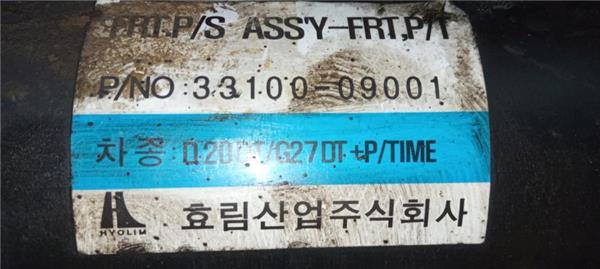 FRT.P/S ASS'Y-FRT,P/T
P/NO:33100-09001
차종: D20DT/G27DT+P/TIME
HYOLIM
효림산업주식회사